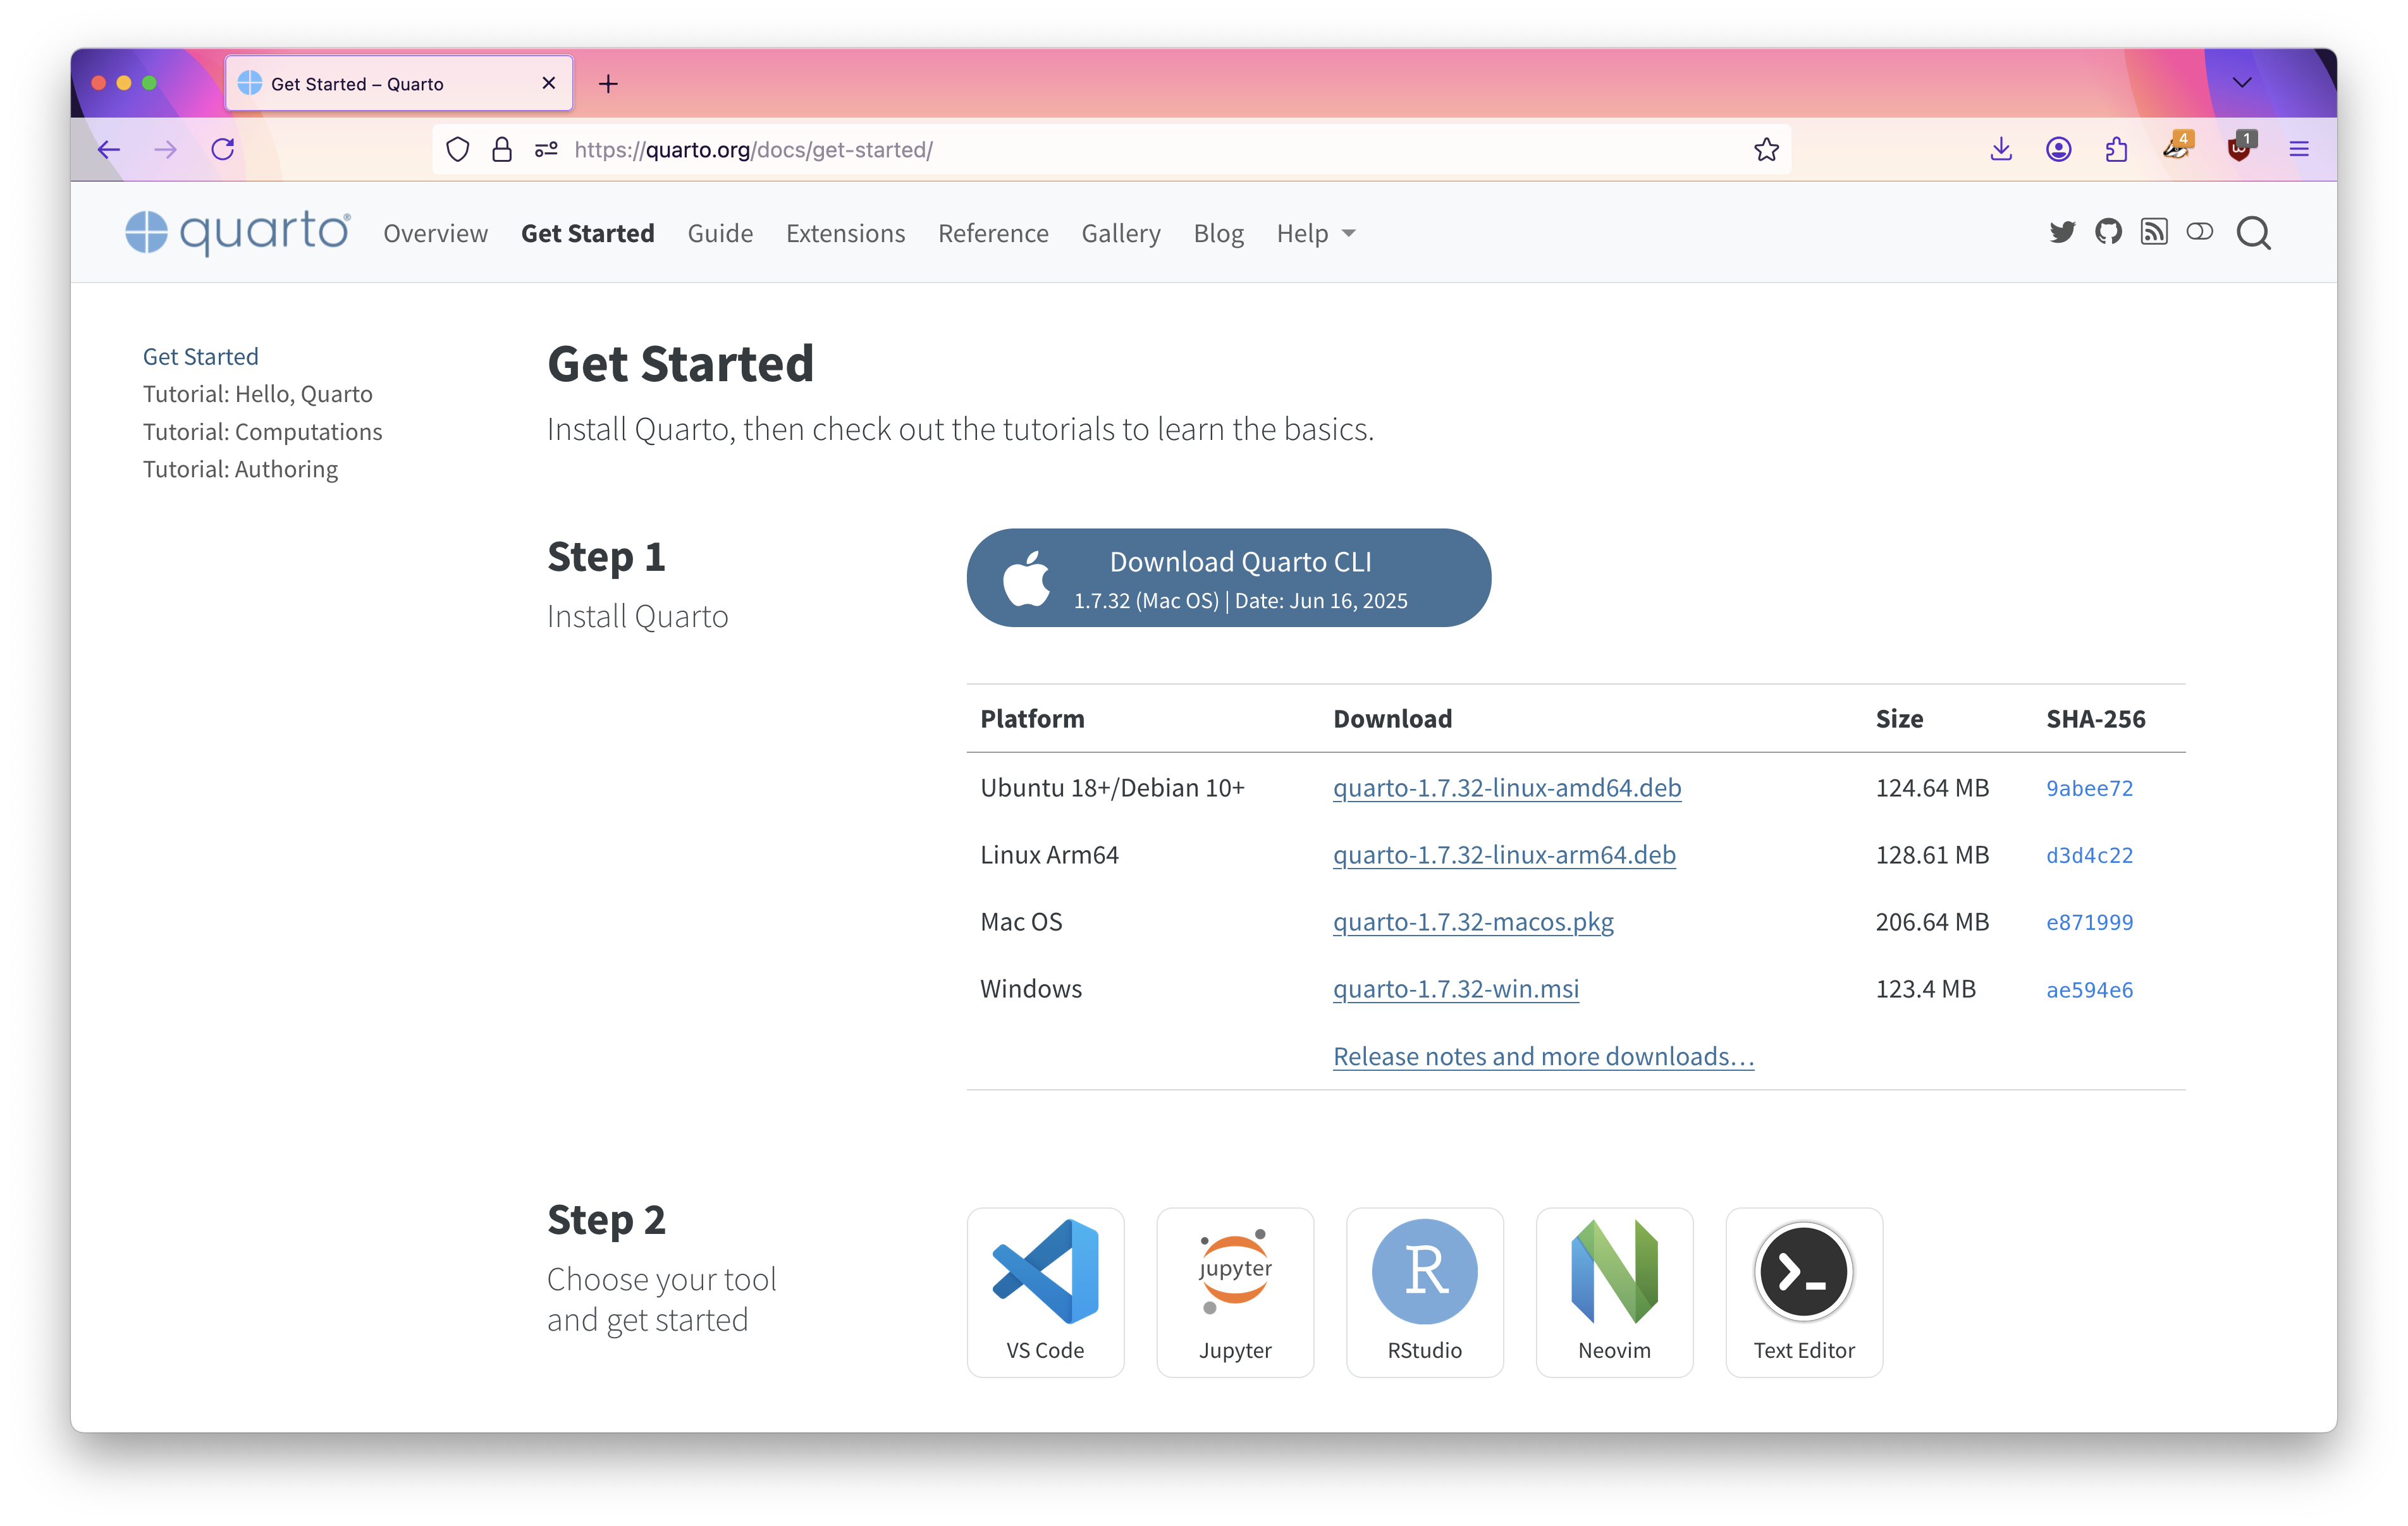 Get Started – Quarto
https://quarto.org/docs/get-started/
4
1
quarto®
Overview Get Started Guide Extensions Reference Gallery Blog Help
Get Started
Tutorial: Hello, Quarto
Tutorial: Computations
Tutorial: Authoring
Get Started
Install Quarto, then check out the tutorials to learn the basics.
Step 1
Install Quarto
Download Quarto CLI
1.7.32 (Mac OS) | Date: Jun 16, 2025
Platform Download Size SHA-256
Ubuntu 18+/Debian 10+ quarto-1.7.32-linux-amd64.deb 124.64 MB 9abee72
Linux Arm64 quarto-1.7.32-linux-arm64.deb 128.61 MB d3d4c22
Mac OS quarto-1.7.32-macos.pkg 206.64 MB e871999
Windows quarto-1.7.32-win.msi 123.4 MB ae594e6
Release notes and more downloads…
Step 2
Choose your tool
and get started
jupyter
R
VS Code Jupyter RStudio Neovim Text Editor